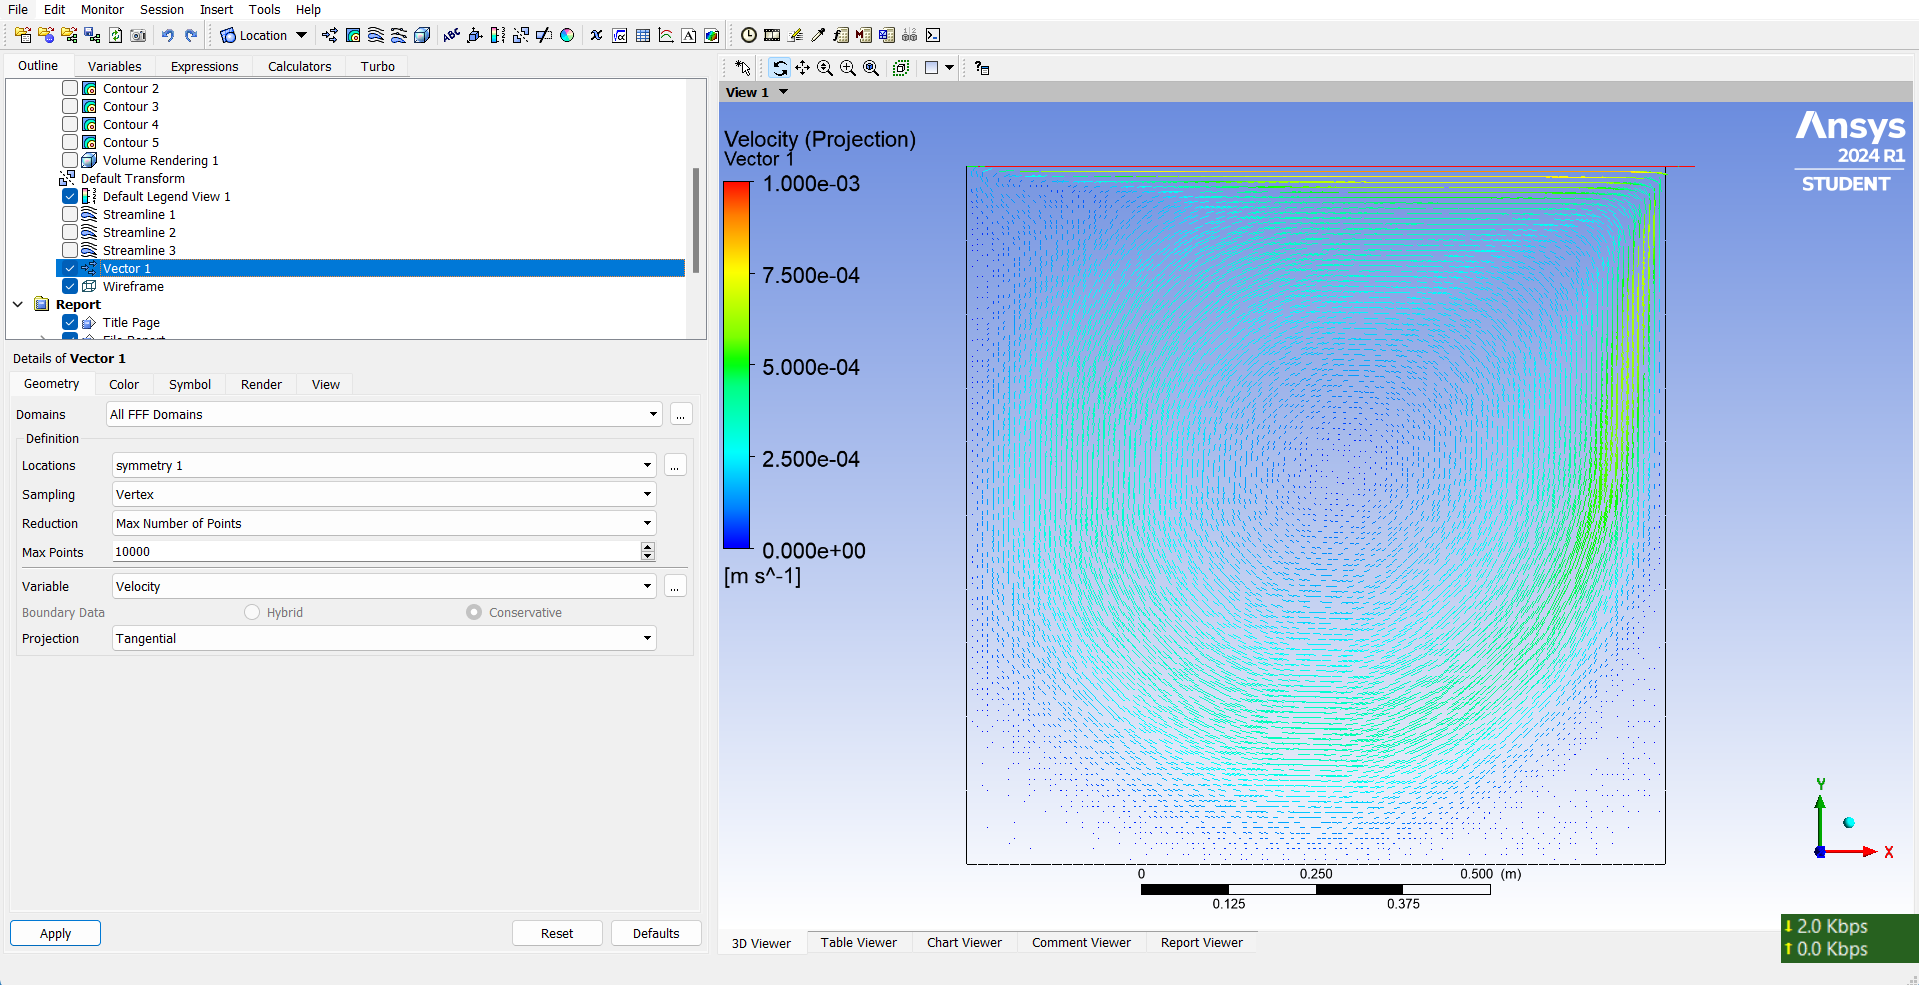 File Edit Monitor Session Insert Tools Help
Location
Outline Variables Expressions Calculators Turbo
Contour 2
Contour 3
Contour 4
Contour 5
Volume Rendering 1
Default Transform
Default Legend View 1
Streamline 1
Streamline 2
Streamline 3
Vector 1
Wireframe
Report
Title Page
File Report
Details of Vector 1
Geometry Color Symbol Render View
Domains All FFF Domains ...
Definition
Locations symmetry 1 ...
Sampling Vertex
Reduction Max Number of Points
Max Points 10000
Variable Velocity ...
Boundary Data Hybrid Conservative
Projection Tangential
Apply Reset Defaults
View 1
Velocity (Projection)
Vector 1
1.000e-03
7.500e-04
5.000e-04
2.500e-04
0.000e+00
[m s^-1]
Ansys
2024 R1
STUDENT
Y
X
0 0.250 0.500 (m)
0.125 0.375
3D Viewer Table Viewer Chart Viewer Comment Viewer Report Viewer
2.0 Kbps
0.0 Kbps